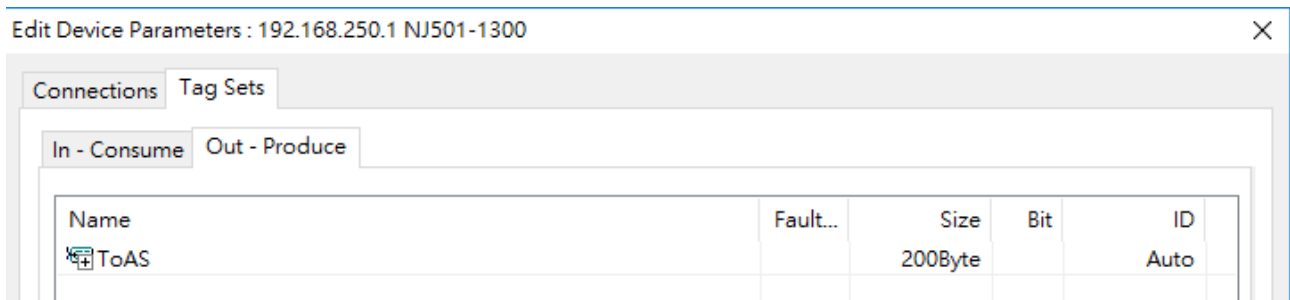 Edit Device Parameters : 192.168.250.1 NJ501-1300
Connections Tag Sets
In - Consume Out - Produce
Name Fault... Size Bit ID
ToAS 200Byte Auto